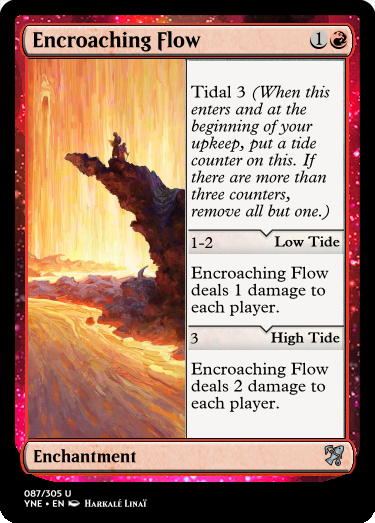 Encroaching Flow 1
Tidal 3 (When this
enters and at the
beginning of your
upkeep, put a tide
counter on this. If
there are more than
three counters,
remove all but one.)
1-2 Low Tide
Encroaching Flow
deals 1 damage to
each player.
3 High Tide
Encroaching Flow
deals 2 damage to
each player.
Enchantment
087/305 U
YNE • EN Harkalé Linaï